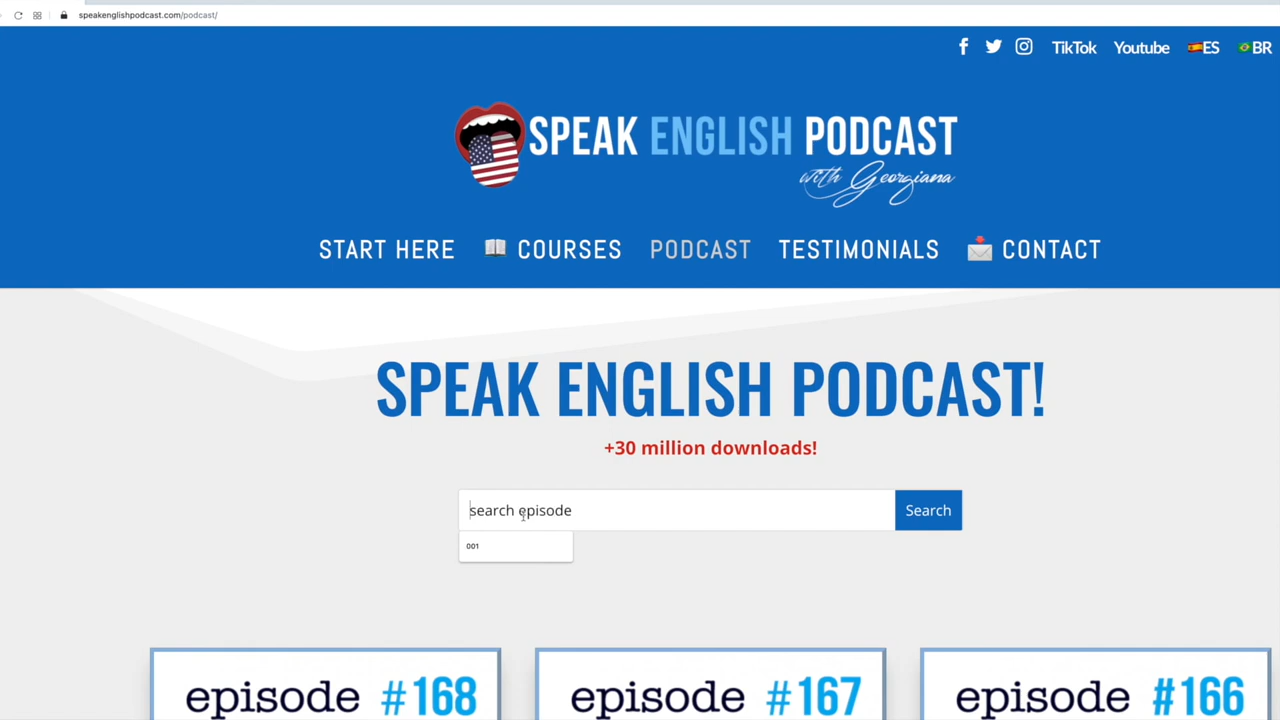 speakenglishpodcast.com/podcast/
TikTok Youtube ES BR
SPEAK ENGLISH PODCAST
with Georgiana
START HERE COURSES PODCAST TESTIMONIALS CONTACT
SPEAK ENGLISH PODCAST!
+30 million downloads!
search episode Search
001
episode #168 episode #167 episode #166